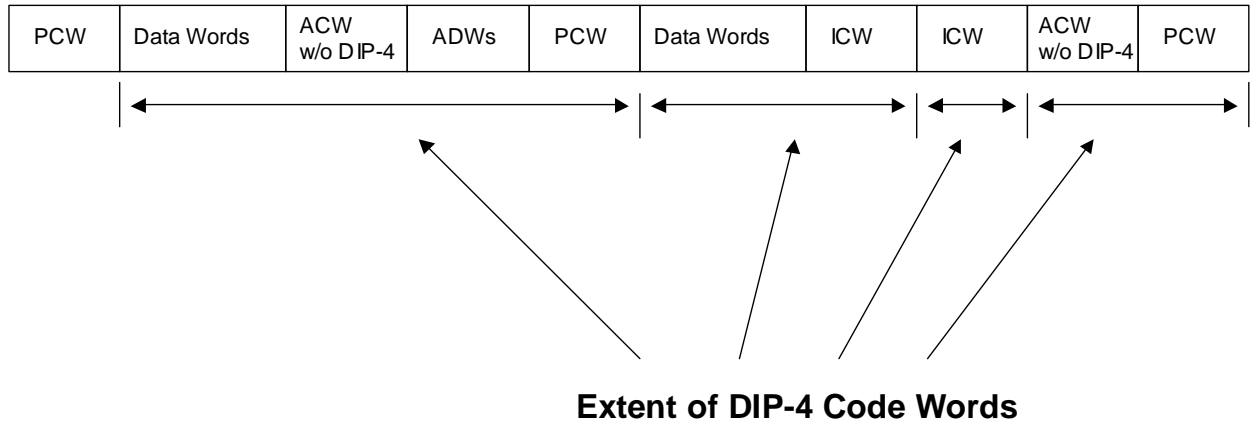 PCW Data Words ACW w/o DIP-4 ADWs PCW Data Words ICW ICW ACW w/o DIP-4 PCW
Extent of DIP-4 Code Words